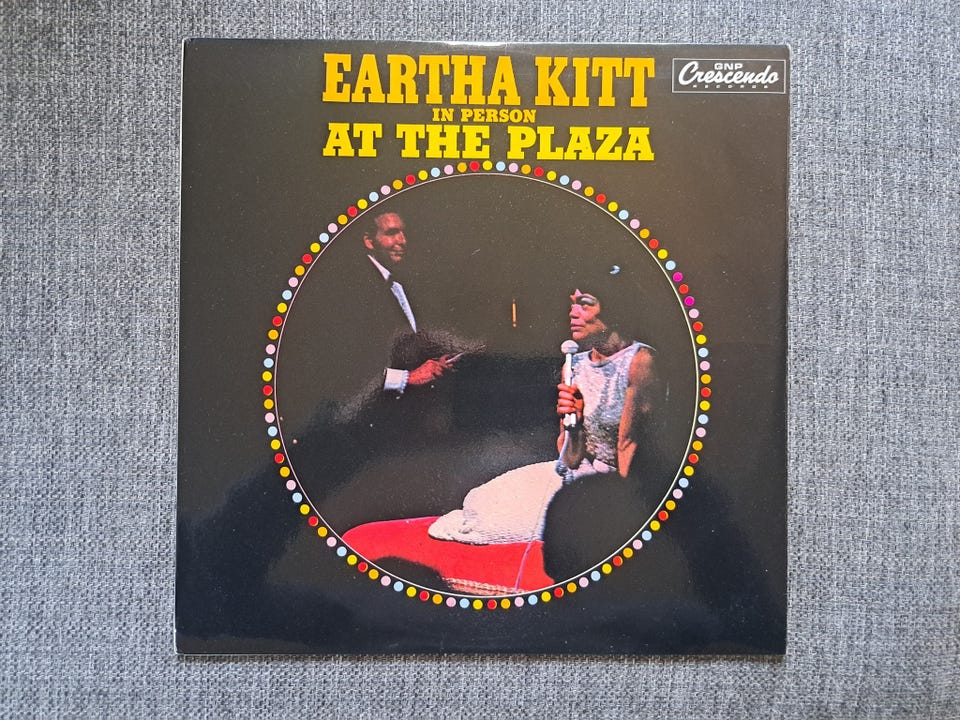 EARTHA KITT
IN PERSON
AT THE PLAZA
GNP
Crescendo
RECORDS